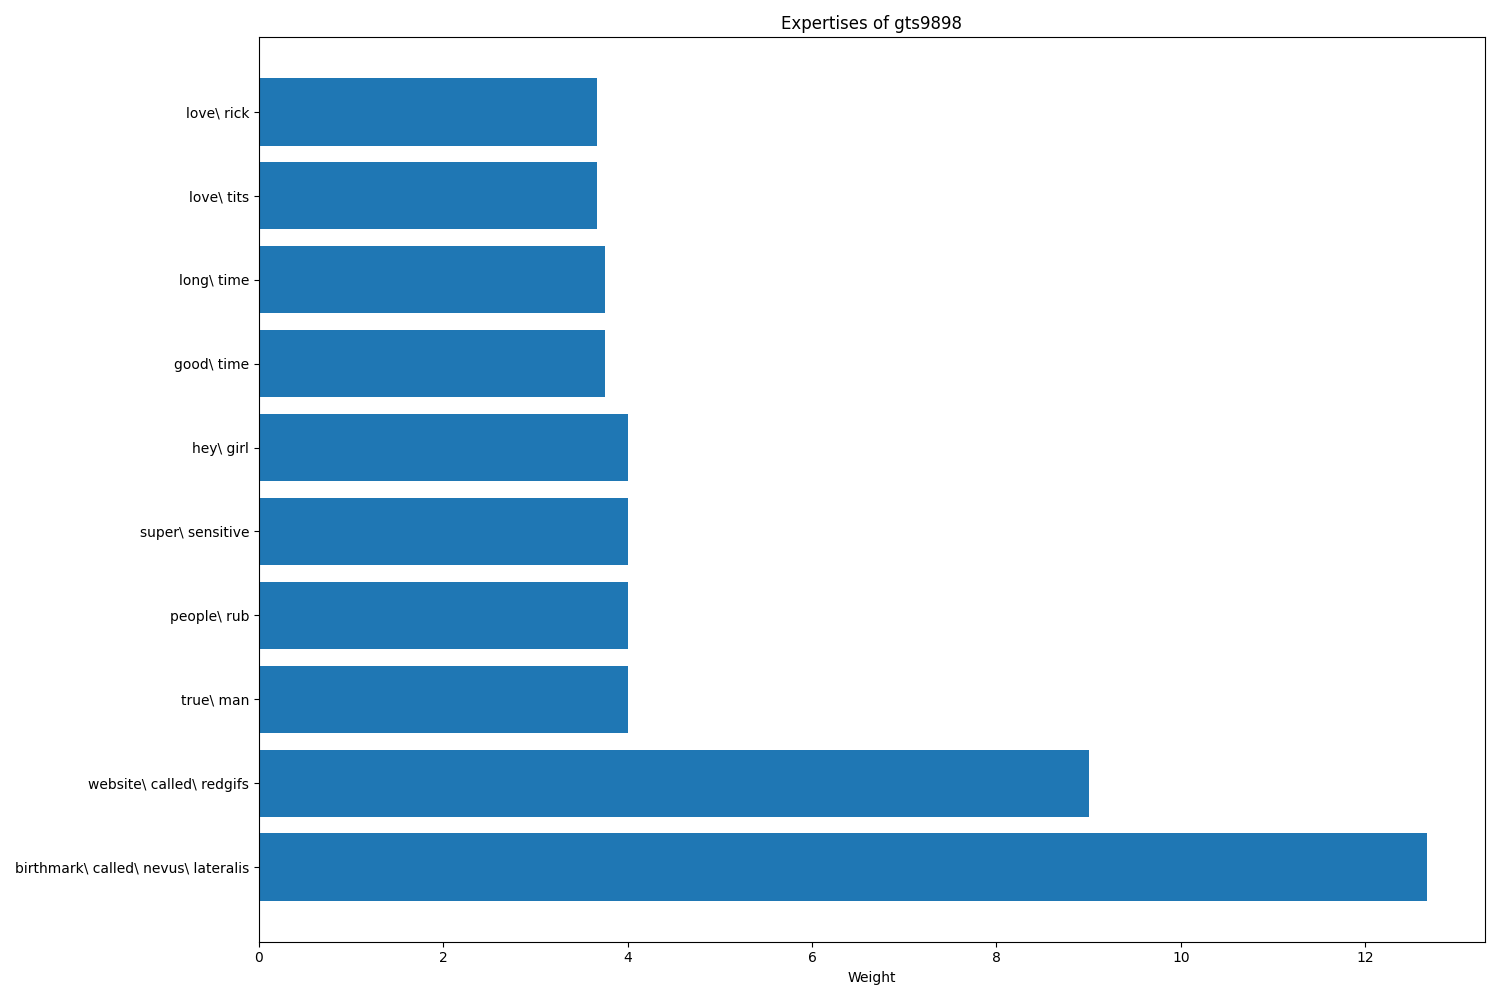 Expertises of gts9898
love\ rick
love\ tits
long\ time
good\ time
hey\ girl
super\ sensitive
people\ rub
true\ man
website\ called\ redgifs
birthmark\ called\ nevus\ lateralis
0 2 4 6 8 10 12
Weight